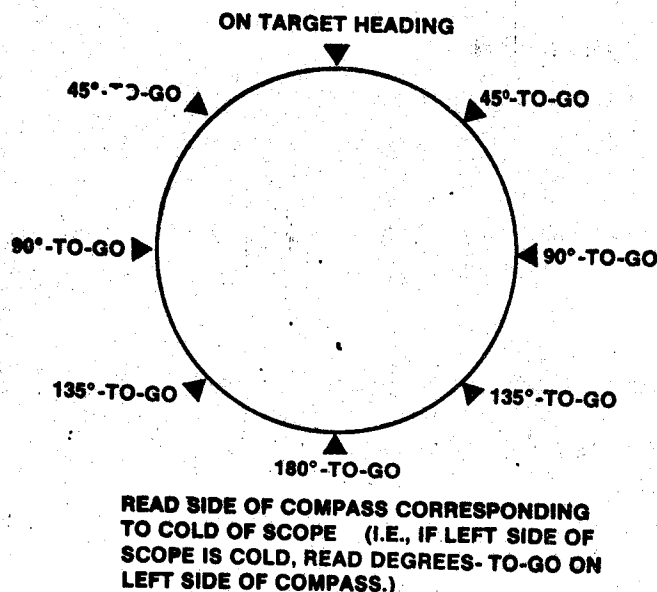 ON TARGET HEADING
45°-TO-GO
45°-TO-GO
90°-TO-GO
90°-TO-GO
135°-TO-GO
135°-TO-GO
180°-TO-GO
READ SIDE OF COMPASS CORRESPONDING
TO COLD OF SCOPE (I.E., IF LEFT SIDE OF
SCOPE IS COLD, READ DEGREES- TO-GO ON
LEFT SIDE OF COMPASS.)